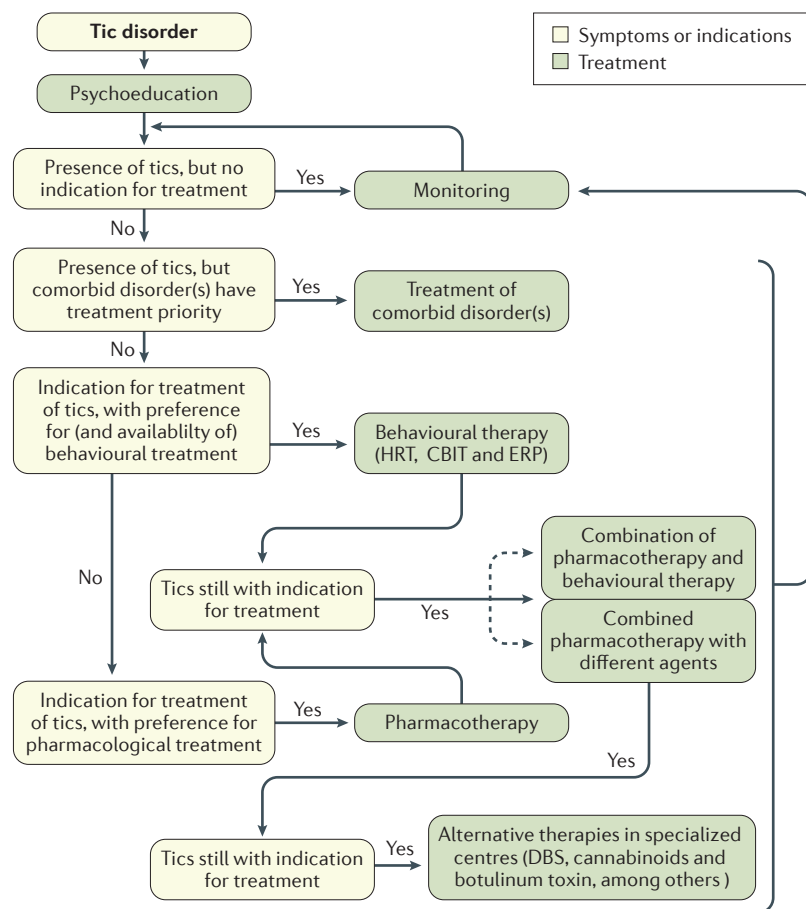 Tic disorder
Symptoms or indications
Treatment
Psychoeducation
Presence of tics, but no
indication for treatment
Yes
Monitoring
No
Presence of tics, but
comorbid disorder(s) have
treatment priority
Yes
Treatment of
comorbid disorder(s)
No
Indication for treatment
of tics, with preference
for (and availablilty of)
behavioural treatment
Yes
Behavioural therapy
(HRT, CBIT and ERP)
No
Tics still with indication
for treatment
Yes
Combination of
pharmacotherapy and
behavioural therapy
Combined
pharmacotherapy with
different agents
Indication for treatment
of tics, with preference for
pharmacological treatment
Yes
Pharmacotherapy
Yes
Tics still with indication
for treatment
Yes
Alternative therapies in specialized
centres (DBS, cannabinoids and
botulinum toxin, among others )